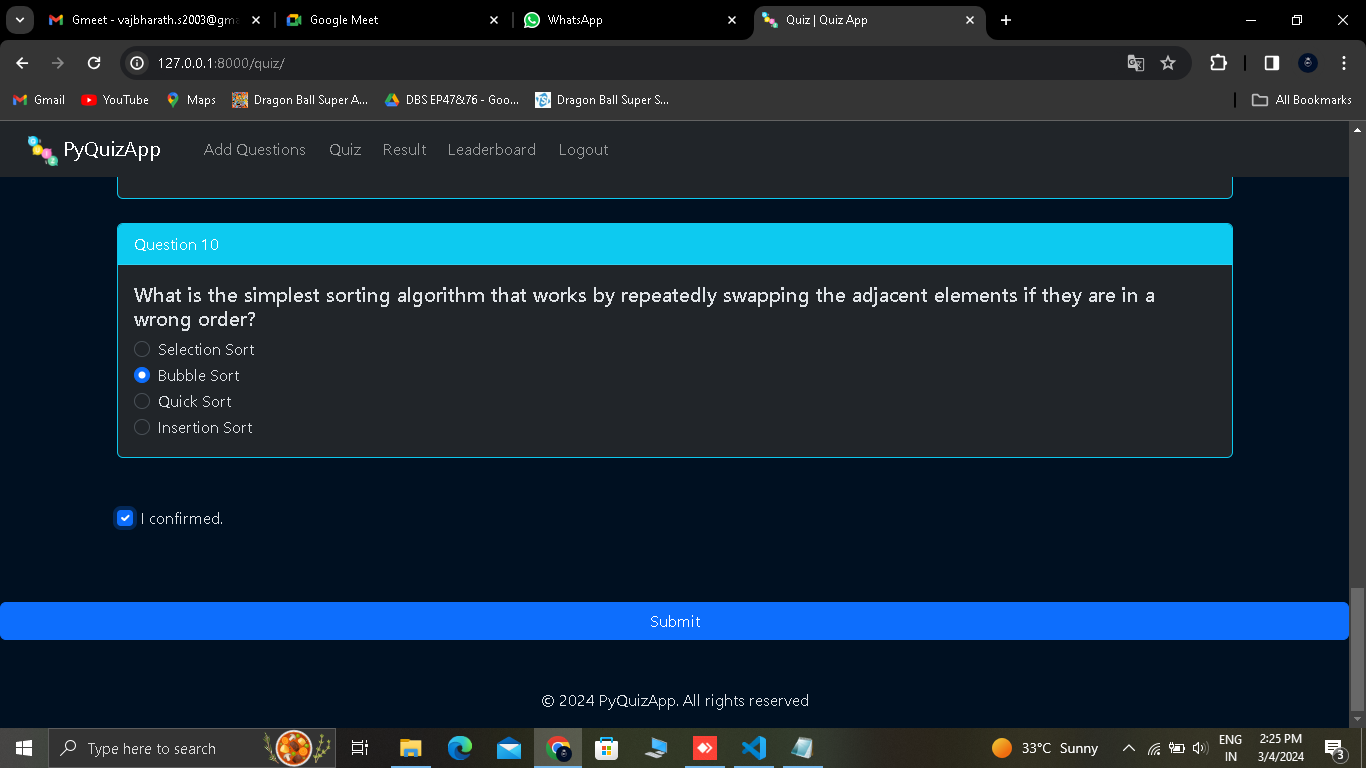 Gmeet - vajbharath.s2003@gma
Google Meet
WhatsApp
Quiz | Quiz App
127.0.0.1:8000/quiz/
Gmail
YouTube
Maps
Dragon Ball Super A...
DBS EP47&76 - Goo...
Dragon Ball Super S...
All Bookmarks
PyQuizApp
Add Questions
Quiz
Result
Leaderboard
Logout
Question 10
What is the simplest sorting algorithm that works by repeatedly swapping the adjacent elements if they are in a
wrong order?
Selection Sort
Bubble Sort
Quick Sort
Insertion Sort
I confirmed.
Submit
© 2024 PyQuizApp. All rights reserved
Type here to search
33°C Sunny
ENG
IN
2:25 PM
3/4/2024
3